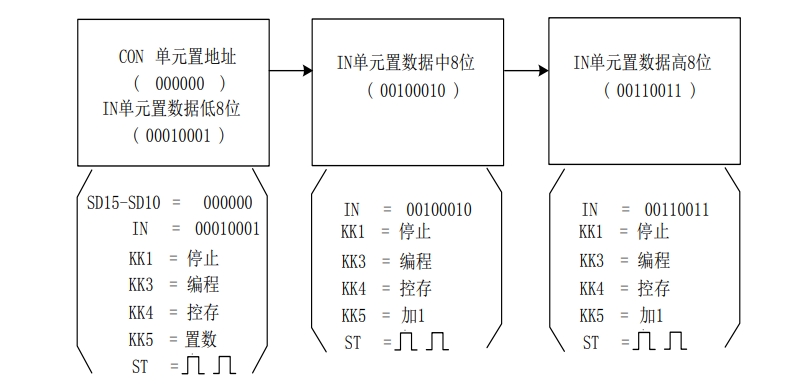 CON 单元置地址
( 000000 )
IN单元置数据低8位
( 00010001 )
IN单元置数据中8位
( 00100010 )
IN单元置数据高8位
( 00110011 )
SD15-SD10 = 000000
IN = 00010001
KK1 = 停止
KK3 = 编程
KK4 = 控存
KK5 = 置数
ST =
IN = 00100010
KK1 = 停止
KK3 = 编程
KK4 = 控存
KK5 = 加1
ST =
IN = 00110011
KK1 = 停止
KK3 = 编程
KK4 = 控存
KK5 = 加1
ST =